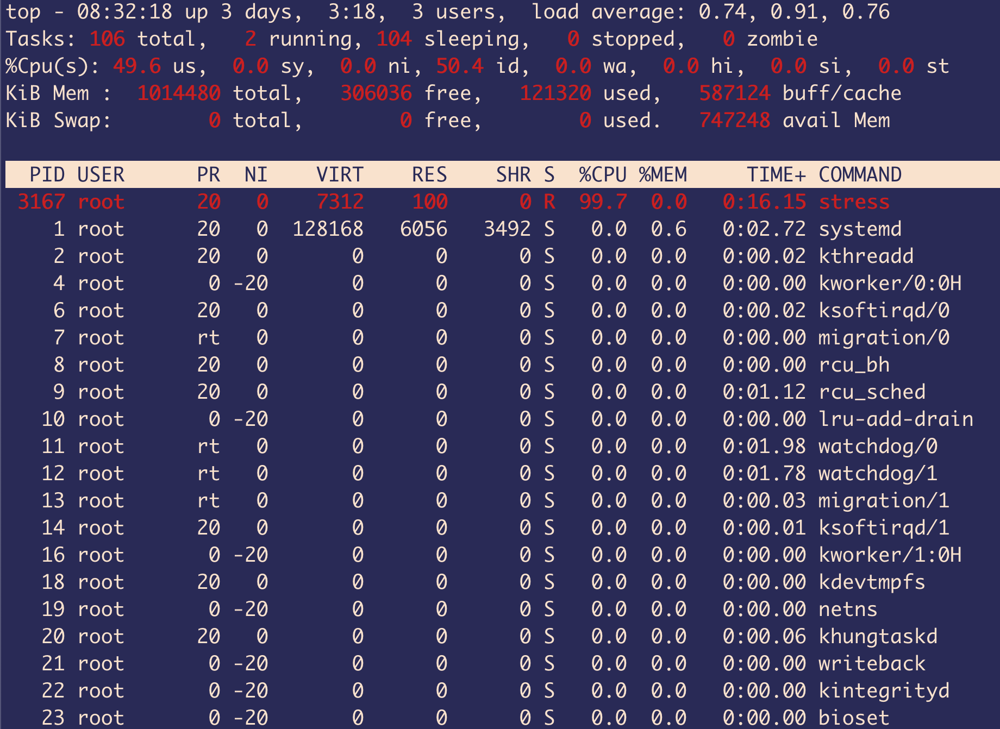 top - 08:32:18 up 3 days,  3:18,  3 users,  load average: 0.74, 0.91, 0.76
Tasks: 106 total,   2 running, 104 sleeping,   0 stopped,   0 zombie
%Cpu(s): 49.6 us,  0.0 sy,  0.0 ni, 50.4 id,  0.0 wa,  0.0 hi,  0.0 si,  0.0 st
KiB Mem :  1014480 total,   306036 free,   121320 used,   587124 buff/cache
KiB Swap:        0 total,        0 free,        0 used.   747248 avail Mem
  PID USER      PR  NI    VIRT    RES    SHR S  %CPU %MEM     TIME+ COMMAND
 3167 root      20   0    7312    100      0 R  99.7  0.0   0:16.15 stress
    1 root      20   0  128168   6056   3492 S   0.0  0.6   0:02.72 systemd
    2 root      20   0       0      0      0 S   0.0  0.0   0:00.02 kthreadd
    4 root       0 -20       0      0      0 S   0.0  0.0   0:00.00 kworker/0:0H
    6 root      20   0       0      0      0 S   0.0  0.0   0:00.02 ksoftirqd/0
    7 root      rt   0       0      0      0 S   0.0  0.0   0:00.00 migration/0
    8 root      20   0       0      0      0 S   0.0  0.0   0:00.00 rcu_bh
    9 root      20   0       0      0      0 S   0.0  0.0   0:01.12 rcu_sched
   10 root       0 -20       0      0      0 S   0.0  0.0   0:00.00 lru-add-drain
   11 root      rt   0       0      0      0 S   0.0  0.0   0:01.98 watchdog/0
   12 root      rt   0       0      0      0 S   0.0  0.0   0:01.78 watchdog/1
   13 root      rt   0       0      0      0 S   0.0  0.0   0:00.03 migration/1
   14 root      20   0       0      0      0 S   0.0  0.0   0:00.01 ksoftirqd/1
   16 root       0 -20       0      0      0 S   0.0  0.0   0:00.00 kworker/1:0H
   18 root      20   0       0      0      0 S   0.0  0.0   0:00.00 kdevtmpfs
   19 root       0 -20       0      0      0 S   0.0  0.0   0:00.00 netns
   20 root      20   0       0      0      0 S   0.0  0.0   0:00.06 khungtaskd
   21 root       0 -20       0      0      0 S   0.0  0.0   0:00.00 writeback
   22 root       0 -20       0      0      0 S   0.0  0.0   0:00.00 kintegrityd
   23 root       0 -20       0      0      0 S   0.0  0.0   0:00.00 bioset